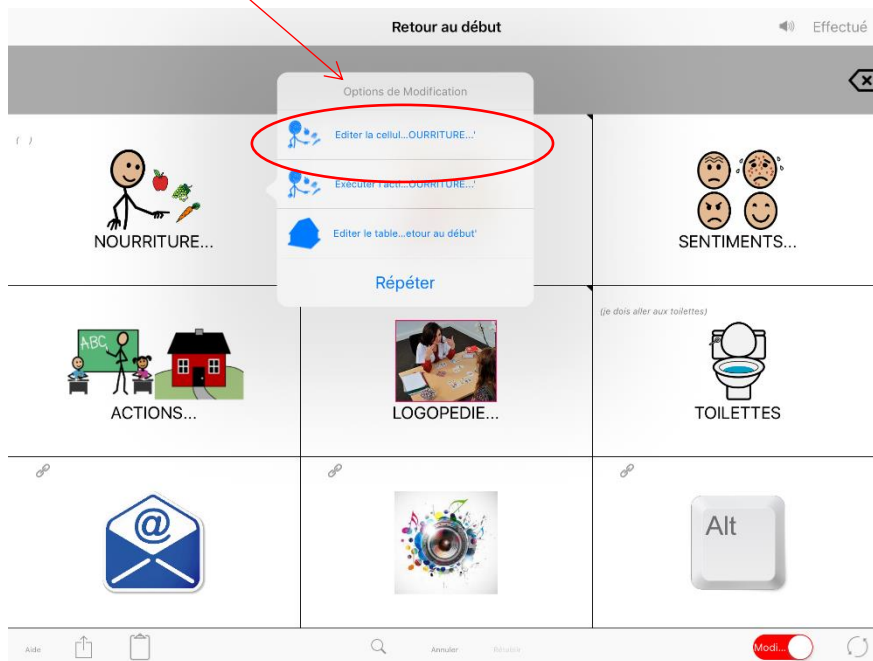 Retour au début
Effectué
Options de Modification
Editer la cellul...OURRITURE...'
Exécuter l'acti...OURRITURE...'
Editer le table...etour au début'
Répéter
( )
NOURRITURE...
SENTIMENTS...
ABC
ACTIONS...
LOGOPEDIE...
(je dois aller aux toilettes)
TOILETTES
@
Alt
Aide
Annuler
Rétablir
Modi...